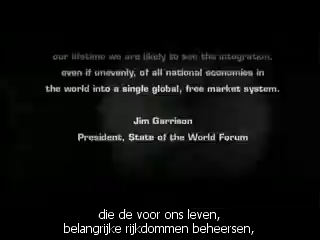 our lifetime we are likely to see the integration,
even if unevenly, of all national economies in
the world into a single global, free market system.
Jim Garrison
President, State of the World Forum
die de voor ons leven,
belangrijke rijkdommen beheersen,